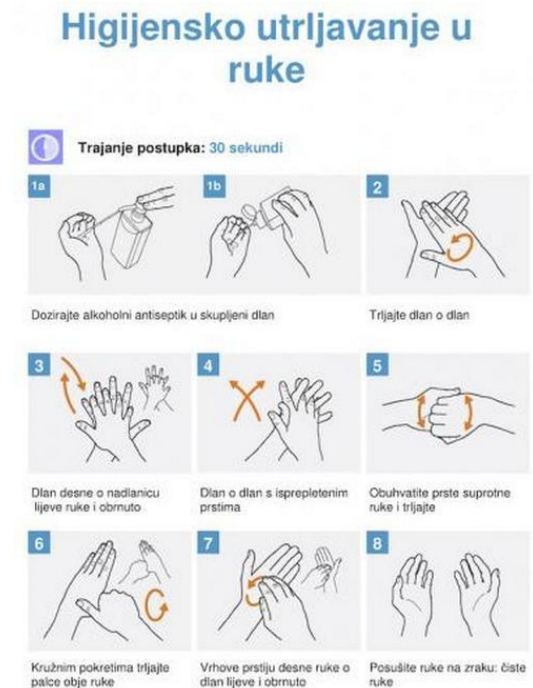 Higijensko utrljavanje u
ruke
Trajanje postupka: 30 sekundi
1a
1b
2
Dozirajte alkoholni antiseptik u skupljeni dlan
Trljajte dlan o dlan
3
4
5
Dlan desne o nadlanicu
lijeve ruke i obrnuto
Dlan o dlan s isprepletenim
prstima
Obuhvatite prste suprotne
ruke i trljajte
6
7
8
Kružnim pokretima trljajte
palce obje ruke
Vrhove prstiju desne ruke o
dlan lijeve i obrnuto
Posušite ruke na zraku: čiste
ruke